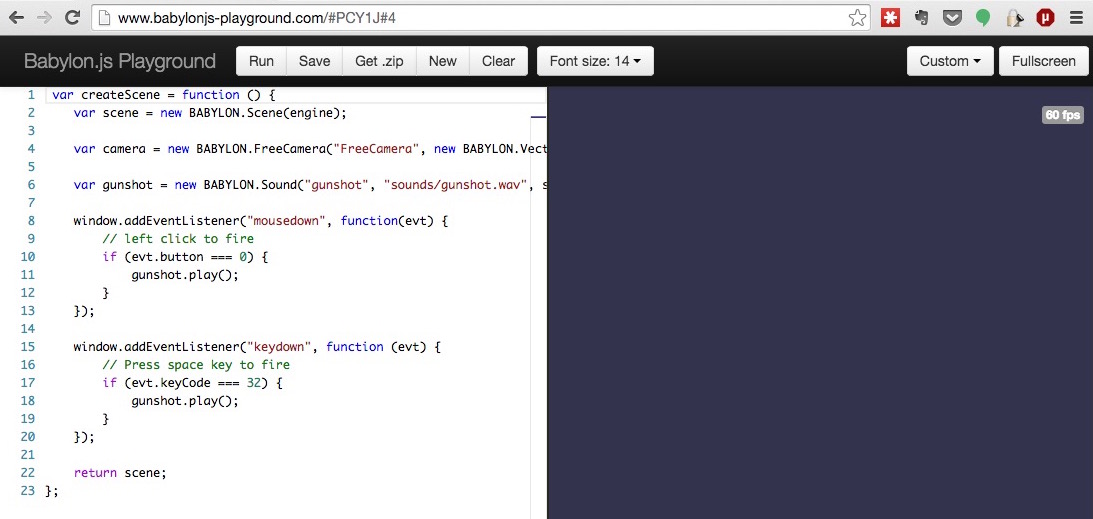 www.babylonjs-playground.com/#PCY1J#4
Babylon.js Playground Run Save Get .zip New Clear Font size: 14 Custom Fullscreen
60 fps
1 var createScene = function () {
2 var scene = new BABYLON.Scene(engine);
3
4 var camera = new BABYLON.FreeCamera("FreeCamera", new BABYLON.Vect
5
6 var gunshot = new BABYLON.Sound("gunshot", "sounds/gunshot.wav", s
7
8 window.addEventListener("mousedown", function(evt) {
9 // left click to fire
10 if (evt.button === 0) {
11 gunshot.play();
12 }
13 });
14
15 window.addEventListener("keydown", function (evt) {
16 // Press space key to fire
17 if (evt.keyCode === 32) {
18 gunshot.play();
19 }
20 });
21
22 return scene;
23 };